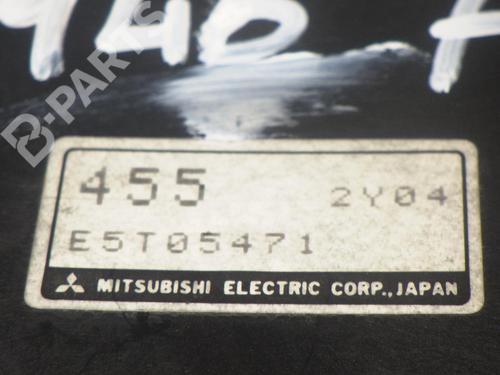 B-PARTS
455 2Y04
E5T05471
MITSUBISHI ELECTRIC CORP., JAPAN